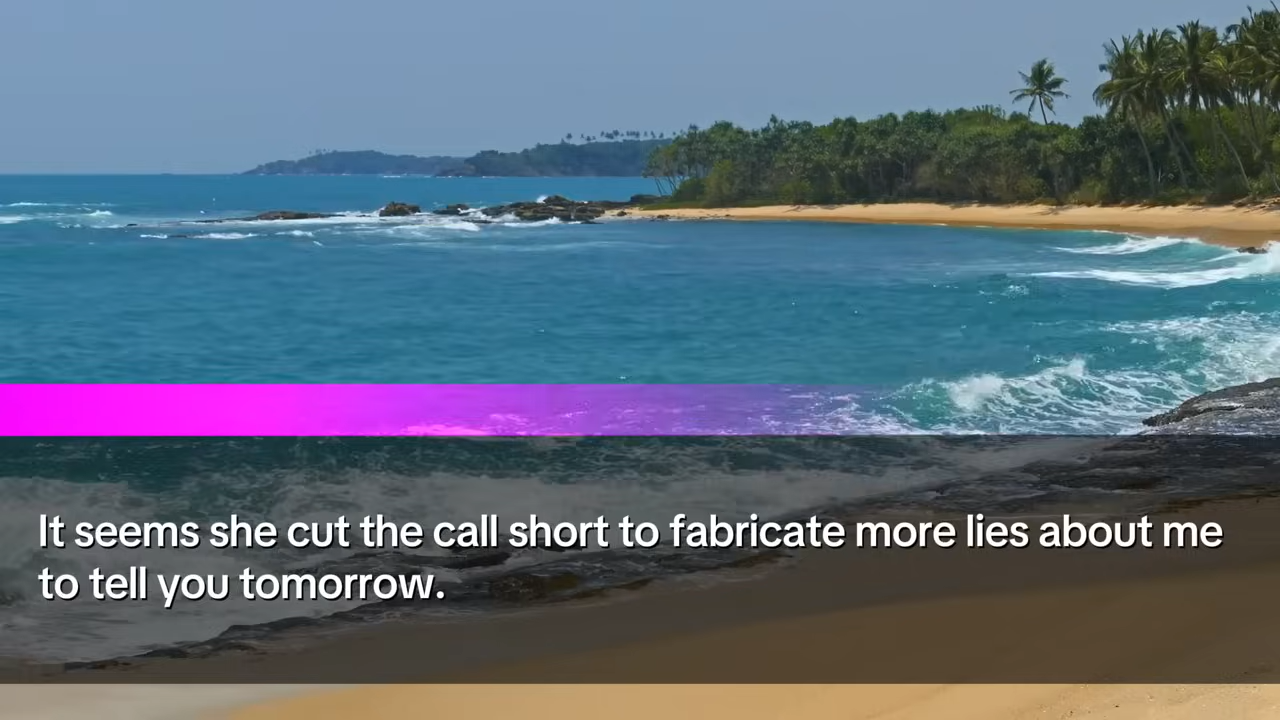 It seems she cut the call short to fabricate more lies about me
to tell you tomorrow.